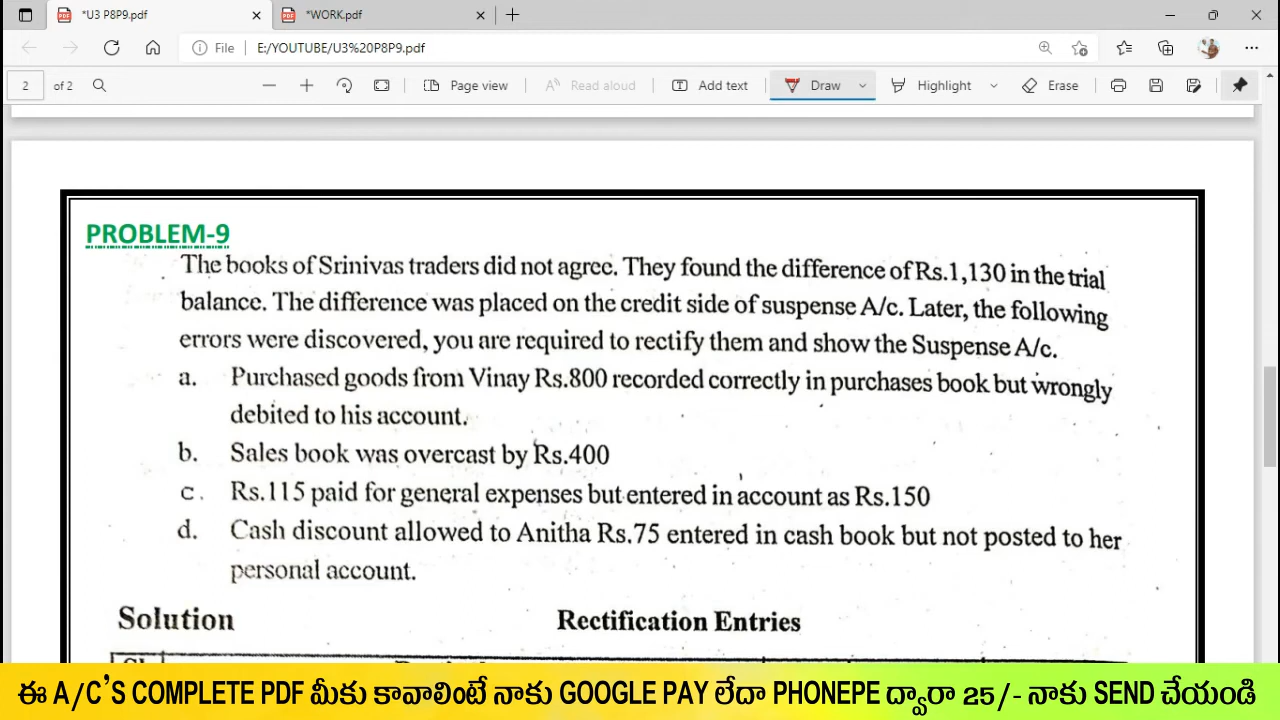 *U3 P8P9.pdf
*WORK.pdf
File
E:/YOUTUBE/U3%20P8P9.pdf
2 of 2
Page view
Read aloud
Add text
Draw
Highlight
Erase
PROBLEM-9
The books of Srinivas traders did not agree. They found the difference of Rs.1,130 in the trial
balance. The difference was placed on the credit side of suspense A/c. Later, the following
errors were discovered, you are required to rectify them and show the Suspense A/c.
a. Purchased goods from Vinay Rs.800 recorded correctly in purchases book but wrongly
debited to his account.
b. Sales book was overcast by Rs.400
c. Rs.115 paid for general expenses but entered in account as Rs.150
d. Cash discount allowed to Anitha Rs.75 entered in cash book but not posted to her
personal account.
Solution
Rectification Entries
ఈ A/C'S COMPLETE PDF మీకు కావాలింటే నాకు GOOGLE PAY లేదా PHONEPE ద్వారా 25/- నాకు SEND చేయండి